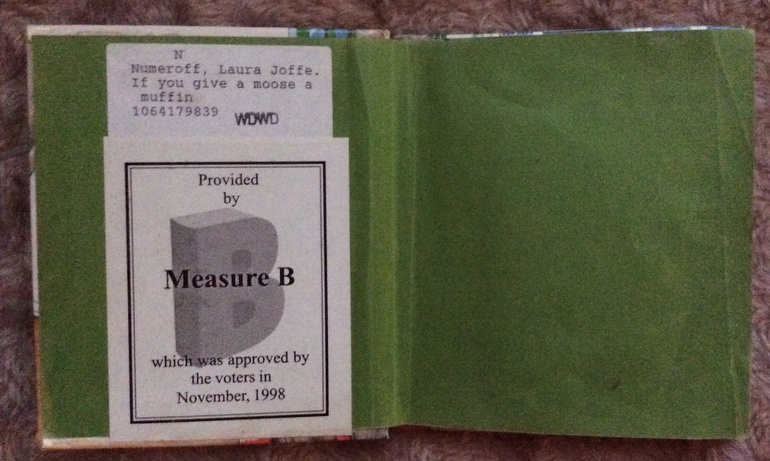 N
Numeroff, Laura Joffe.
If you give a moose a
muffin
1064179839 WDWD
Provided
by
Measure B
which was approved by
the voters in
November, 1998